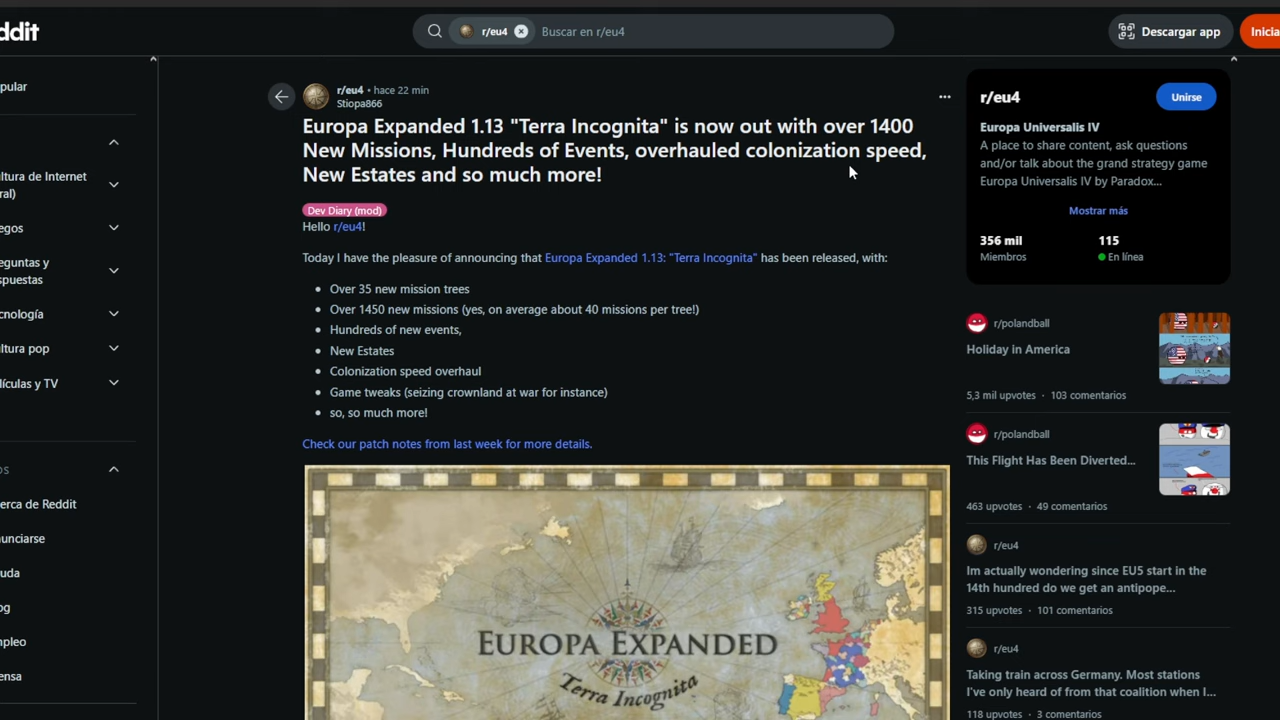 ddit
r/eu4
Buscar en r/eu4
Descargar app
Inicia
pular
ltura de Internet
ral)
egos
eguntas y
spuestas
cnología
ltura pop
lículas y TV
os
erca de Reddit
unciarse
uda
og
mpleo
ensa
r/eu4 • hace 22 min
Stiopa866
Europa Expanded 1.13 "Terra Incognita" is now out with over 1400
New Missions, Hundreds of Events, overhauled colonization speed,
New Estates and so much more!
Dev Diary (mod)
Hello r/eu4!
Today I have the pleasure of announcing that Europa Expanded 1.13: "Terra Incognita" has been released, with:
• Over 35 new mission trees
• Over 1450 new missions (yes, on average about 40 missions per tree!)
• Hundreds of new events,
• New Estates
• Colonization speed overhaul
• Game tweaks (seizing crownland at war for instance)
• so, so much more!
Check our patch notes from last week for more details.
EUROPA EXPANDED
Terra Incognita
r/eu4
Unirse
Europa Universalis IV
A place to share content, ask questions
and/or talk about the grand strategy game
Europa Universalis IV by Paradox...
Mostrar más
356 mil 115
Miembros En línea
r/polandball
Holiday in America
5,3 mil upvotes · 103 comentarios
r/polandball
This Flight Has Been Diverted...
463 upvotes · 49 comentarios
r/eu4
Im actually wondering since EU5 start in the
14th hundred do we get an antipope...
315 upvotes · 101 comentarios
r/eu4
Taking train across Germany. Most stations
I've only heard of from that coalition when I...
118 upvotes · 3 comentarios